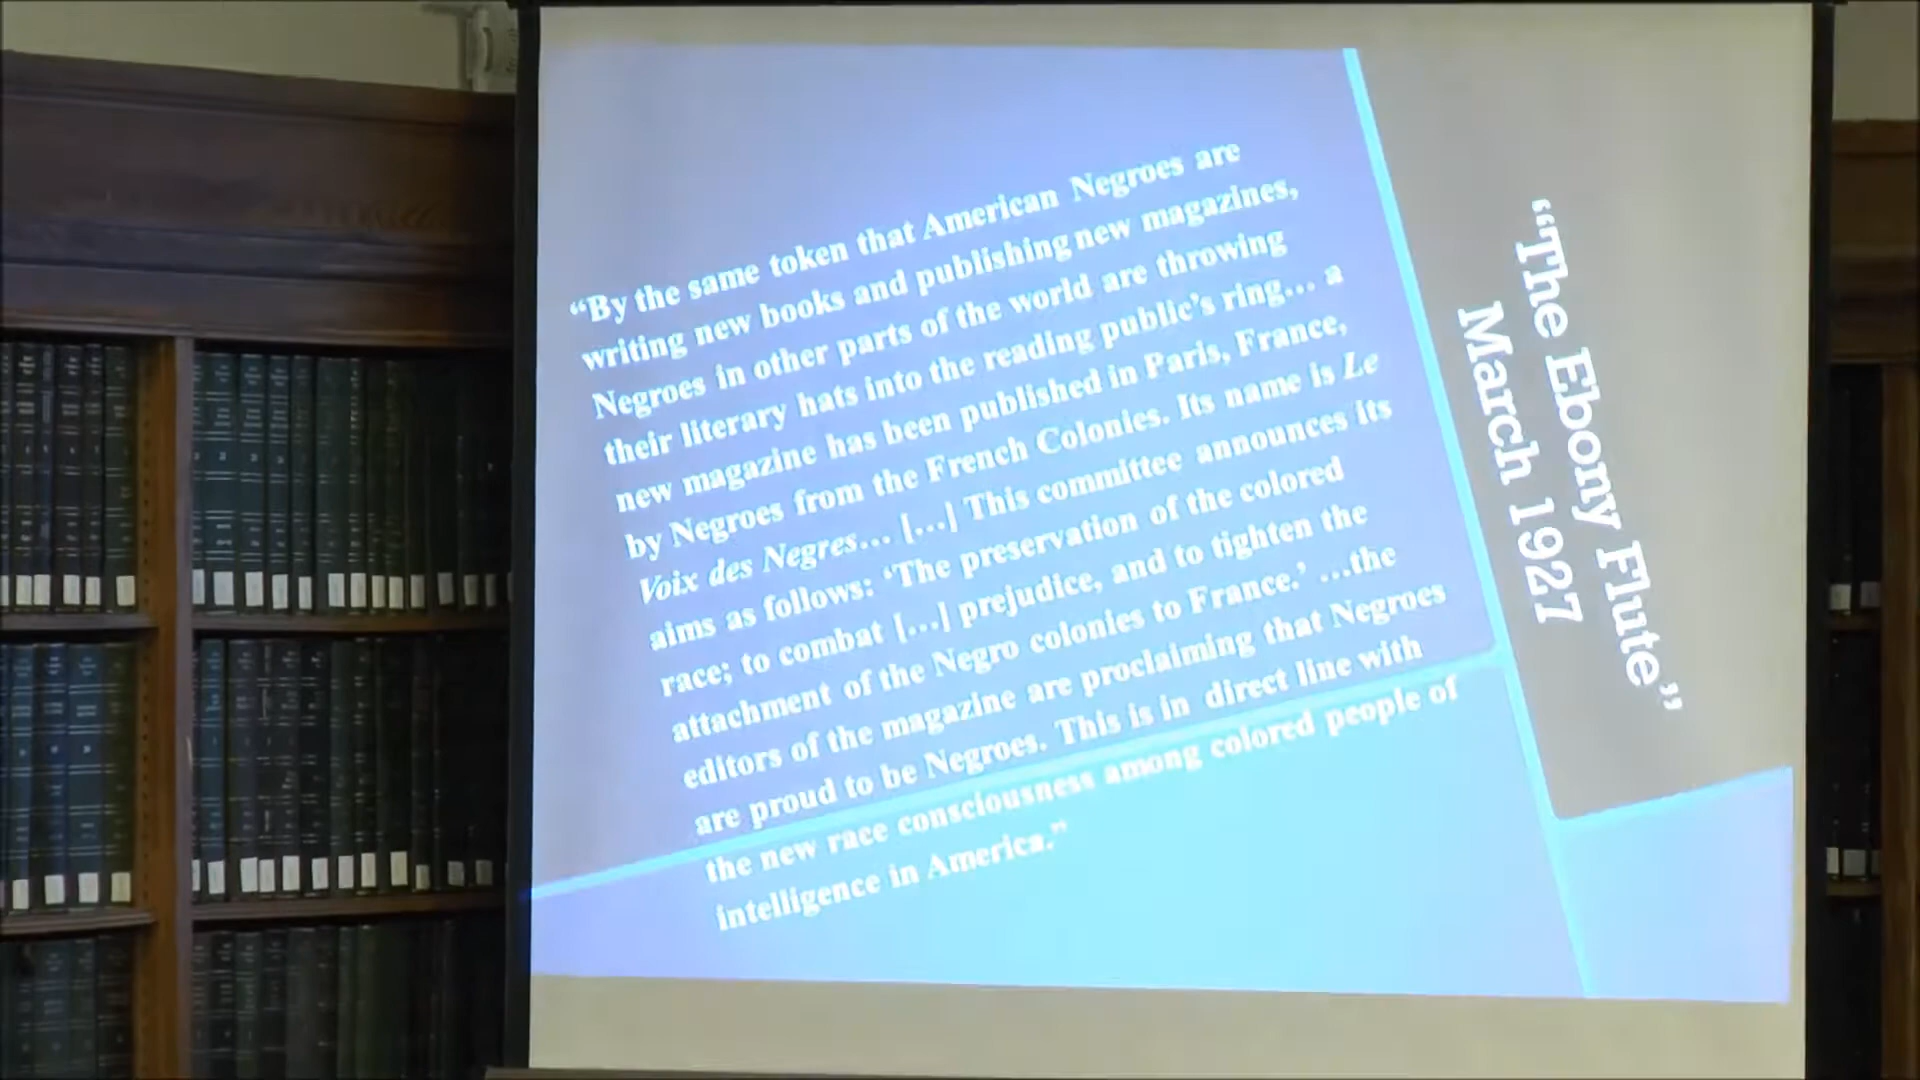 “By the same token that American Negroes are
writing new books and publishing new magazines,
Negroes in other parts of the world are throwing
their literary hats into the reading public’s ring... a
new magazine has been published in Paris, France,
by Negroes from the French Colonies. Its name is Le
Voix des Negres... [...] This committee announces its
aims as follows: ‘The preservation of the colored
race; to combat [...] prejudice, and to tighten the
attachment of the Negro colonies to France.’ ...the
editors of the magazine are proclaiming that Negroes
are proud to be Negroes. This is in direct line with
the new race consciousness among colored people of
intelligence in America.”
“The Ebony Flute”
March 1927